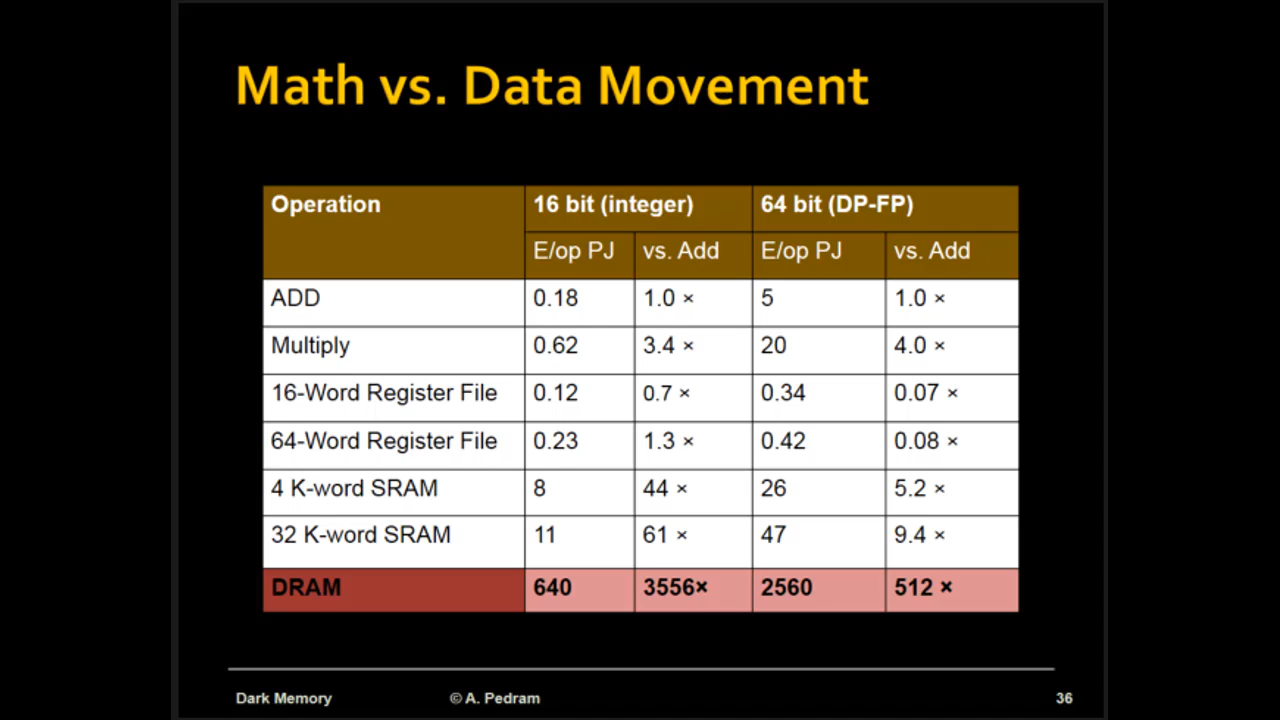 Math vs. Data Movement
Operation 16 bit (integer) 64 bit (DP-FP)
E/op PJ vs. Add E/op PJ vs. Add
ADD 0.18 1.0 × 5 1.0 ×
Multiply 0.62 3.4 × 20 4.0 ×
16-Word Register File 0.12 0.7 × 0.34 0.07 ×
64-Word Register File 0.23 1.3 × 0.42 0.08 ×
4 K-word SRAM 8 44 × 26 5.2 ×
32 K-word SRAM 11 61 × 47 9.4 ×
DRAM 640 3556× 2560 512 ×
Dark Memory © A. Pedram 36